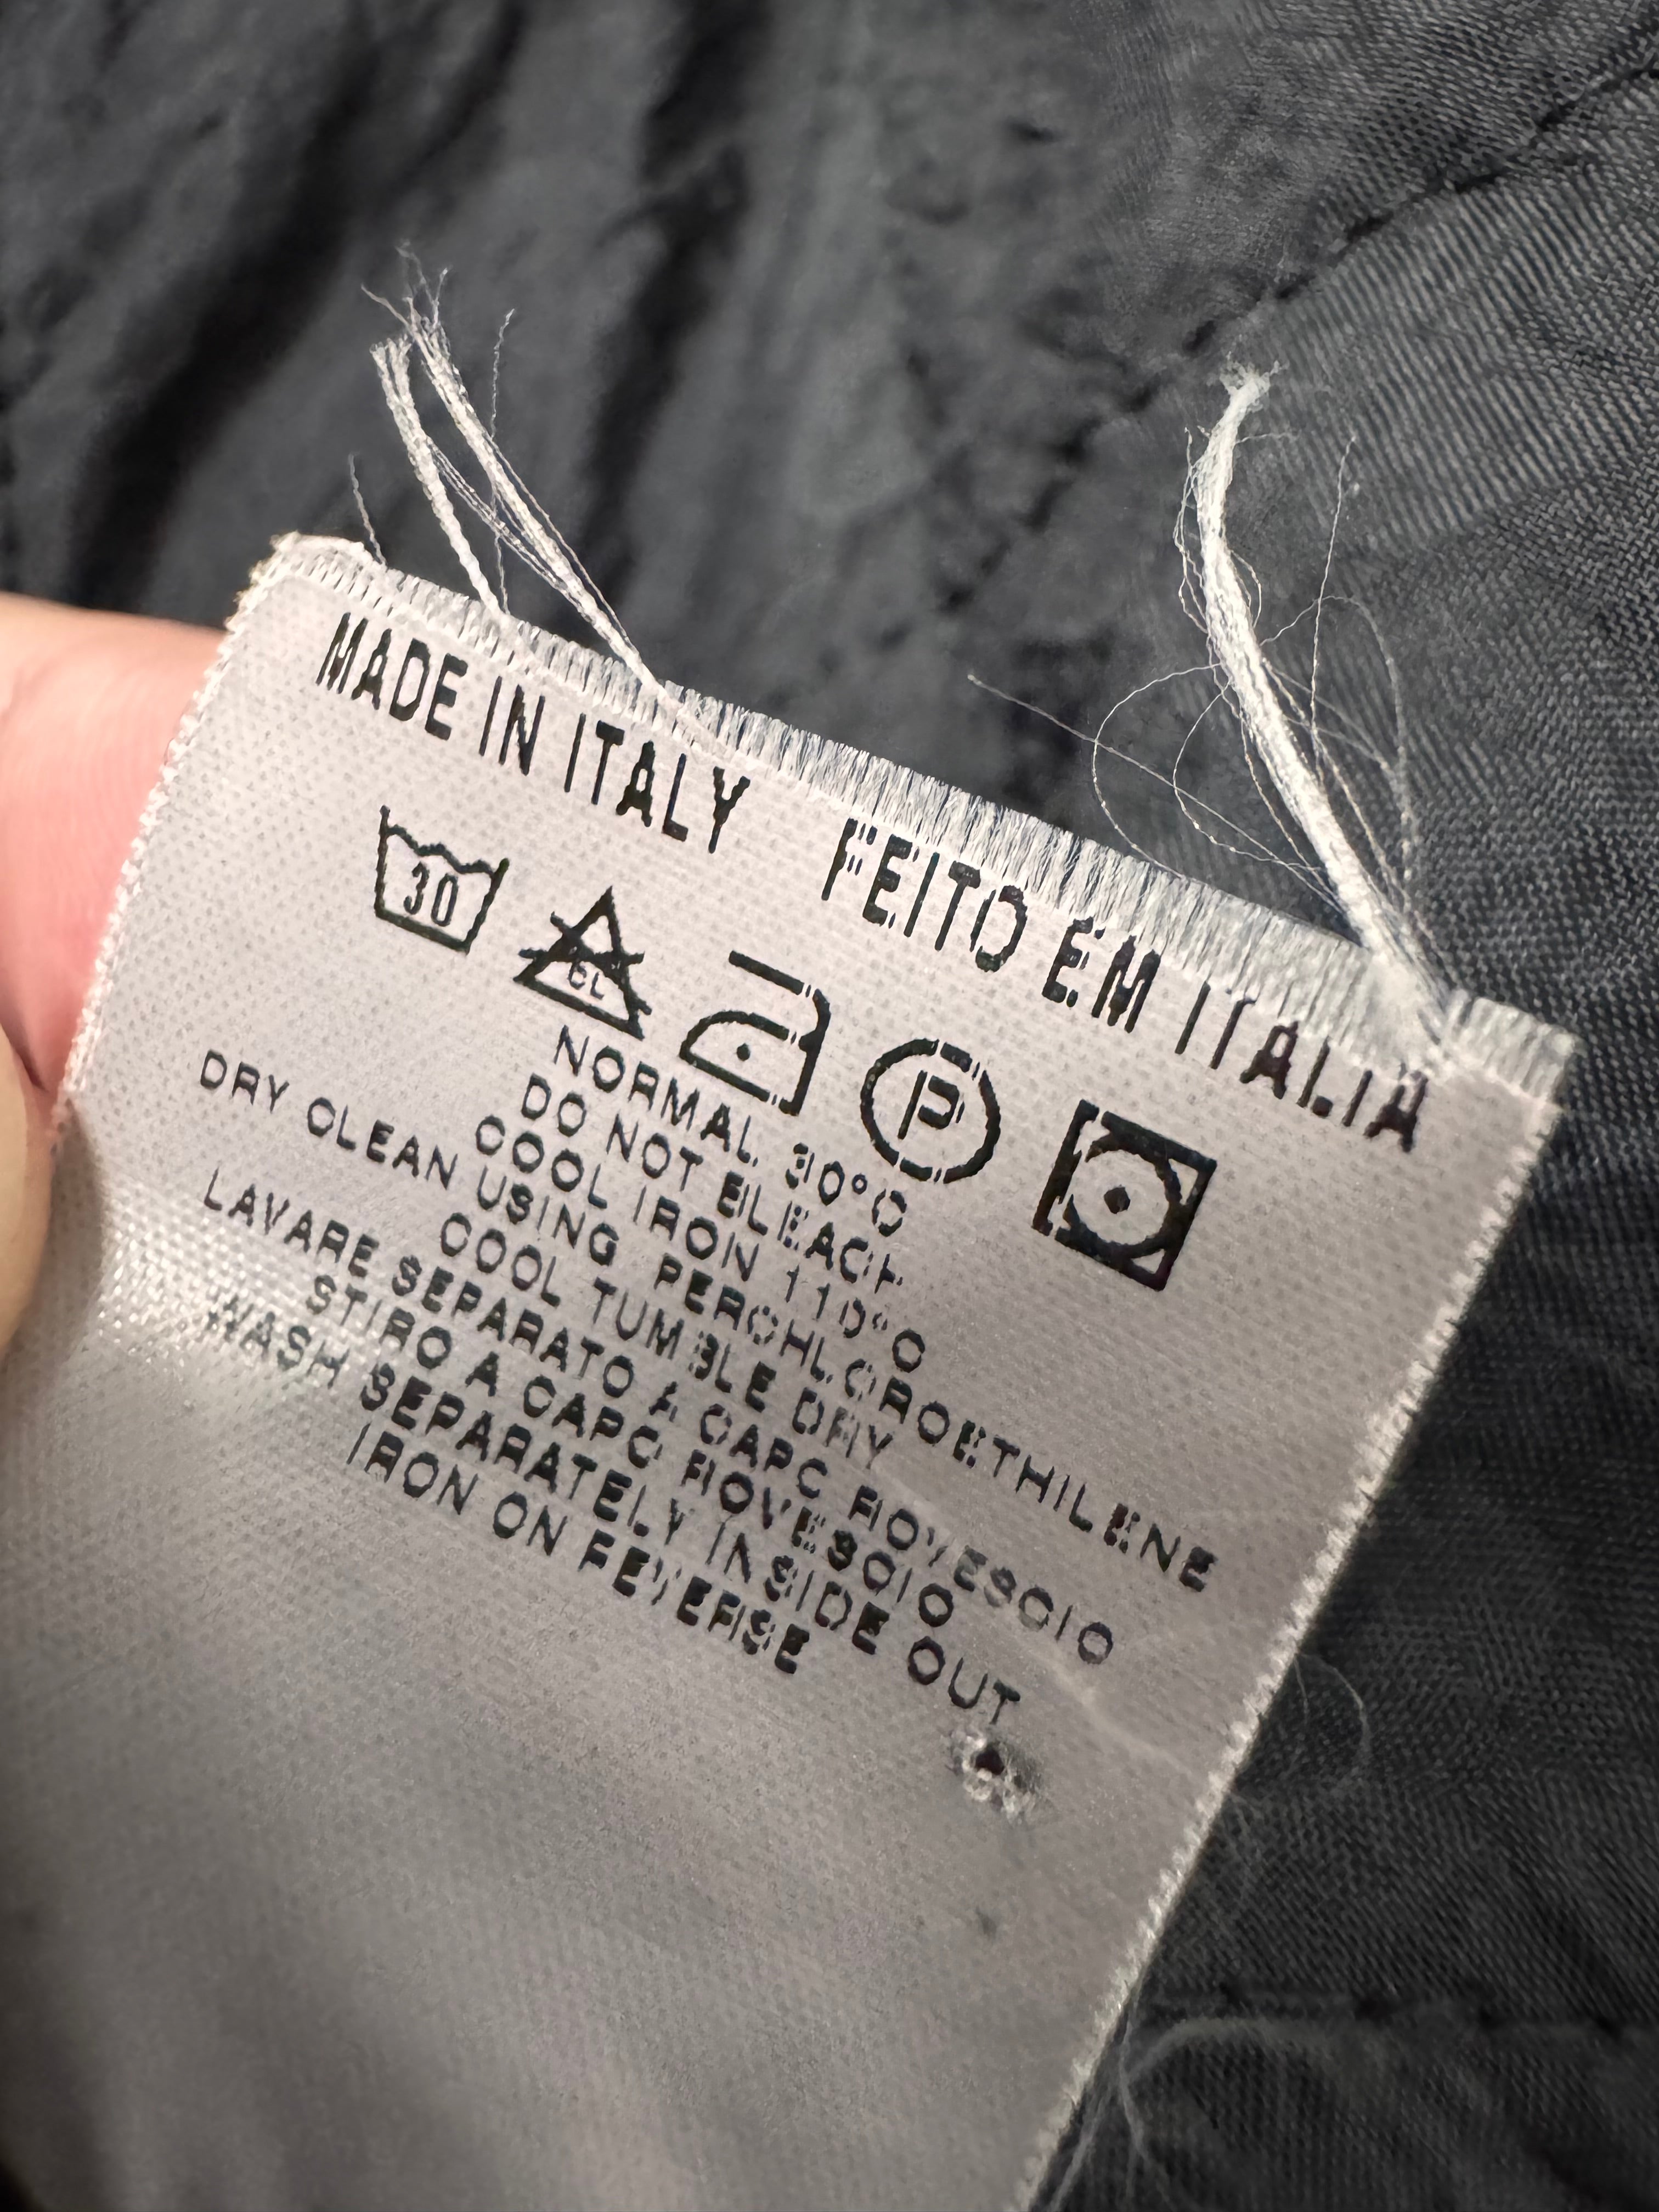 MADE IN ITALY FEITO EM ITALIA
30
CL
P
NORMAL 30°C
DO NOT BLEACH
COOL IRON 110°C
DRY CLEAN USING PERCHLOROETHILENE
COOL TUMBLE DRY
LAVARE SEPARATO A CAPO ROVESCIO
STIRO A CAPO ROVESCIO
WASH SEPARATELY INSIDE OUT
IRON ON REVERSE